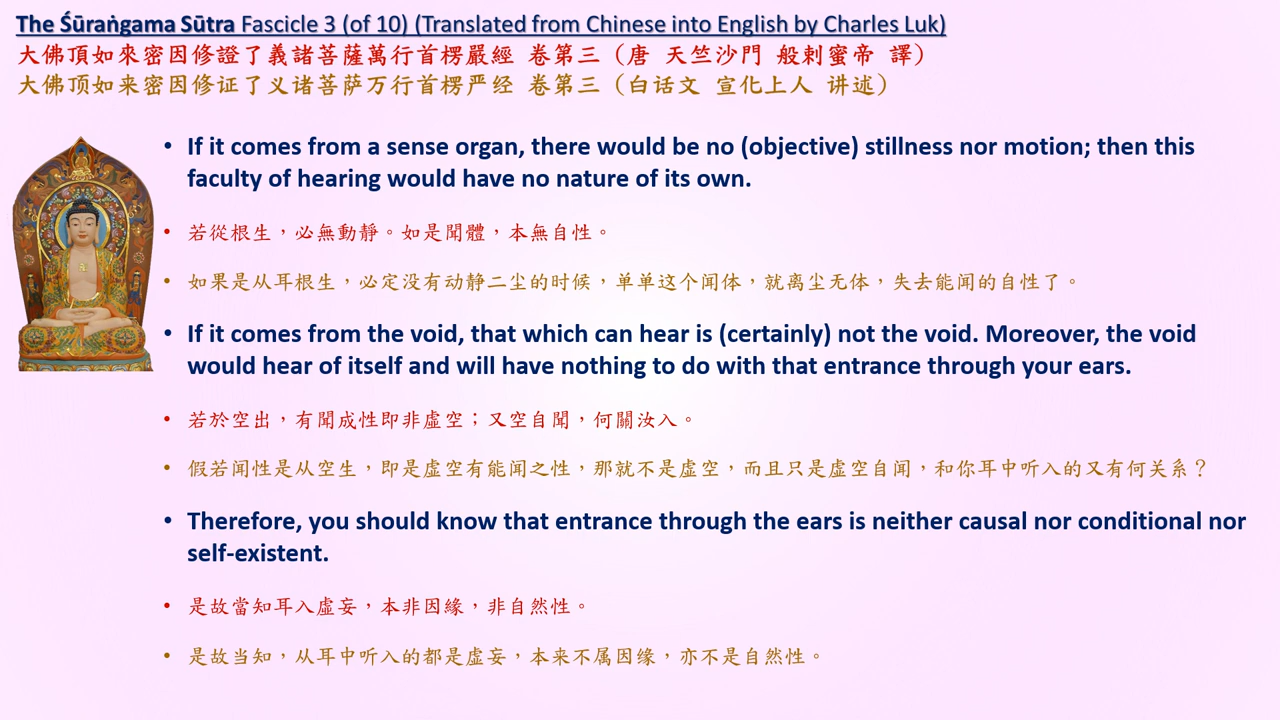 The Śūraṅgama Sūtra Fascicle 3 (of 10) (Translated from Chinese into English by Charles Luk)
大佛頂如來密因修證了義諸菩薩萬行首楞嚴經 卷第三（唐 天竺沙門 般剌蜜帝 譯）
大佛顶如来密因修证了义诸菩萨万行首楞严经 卷第三（白话文 宣化上人 讲述）
• If it comes from a sense organ, there would be no (objective) stillness nor motion; then this
faculty of hearing would have no nature of its own.
• 若從根生，必無動靜。如是聞體，本無自性。
• 如果是从耳根生，必定没有动静二尘的时候，单单这个闻体，就离尘无体，失去能闻的自性了。
• If it comes from the void, that which can hear is (certainly) not the void. Moreover, the void
would hear of itself and will have nothing to do with that entrance through your ears.
• 若於空出，有聞成性即非虛空；又空自聞，何關汝入。
• 假若闻性是从空生，即是虚空有能闻之性，那就不是虚空，而且只是虚空自闻，和你耳中听入的又有何关系？
• Therefore, you should know that entrance through the ears is neither causal nor conditional nor
self-existent.
• 是故當知耳入虛妄，本非因緣，非自然性。
• 是故当知，从耳中听入的都是虚妄，本来不属因缘，亦不是自然性。